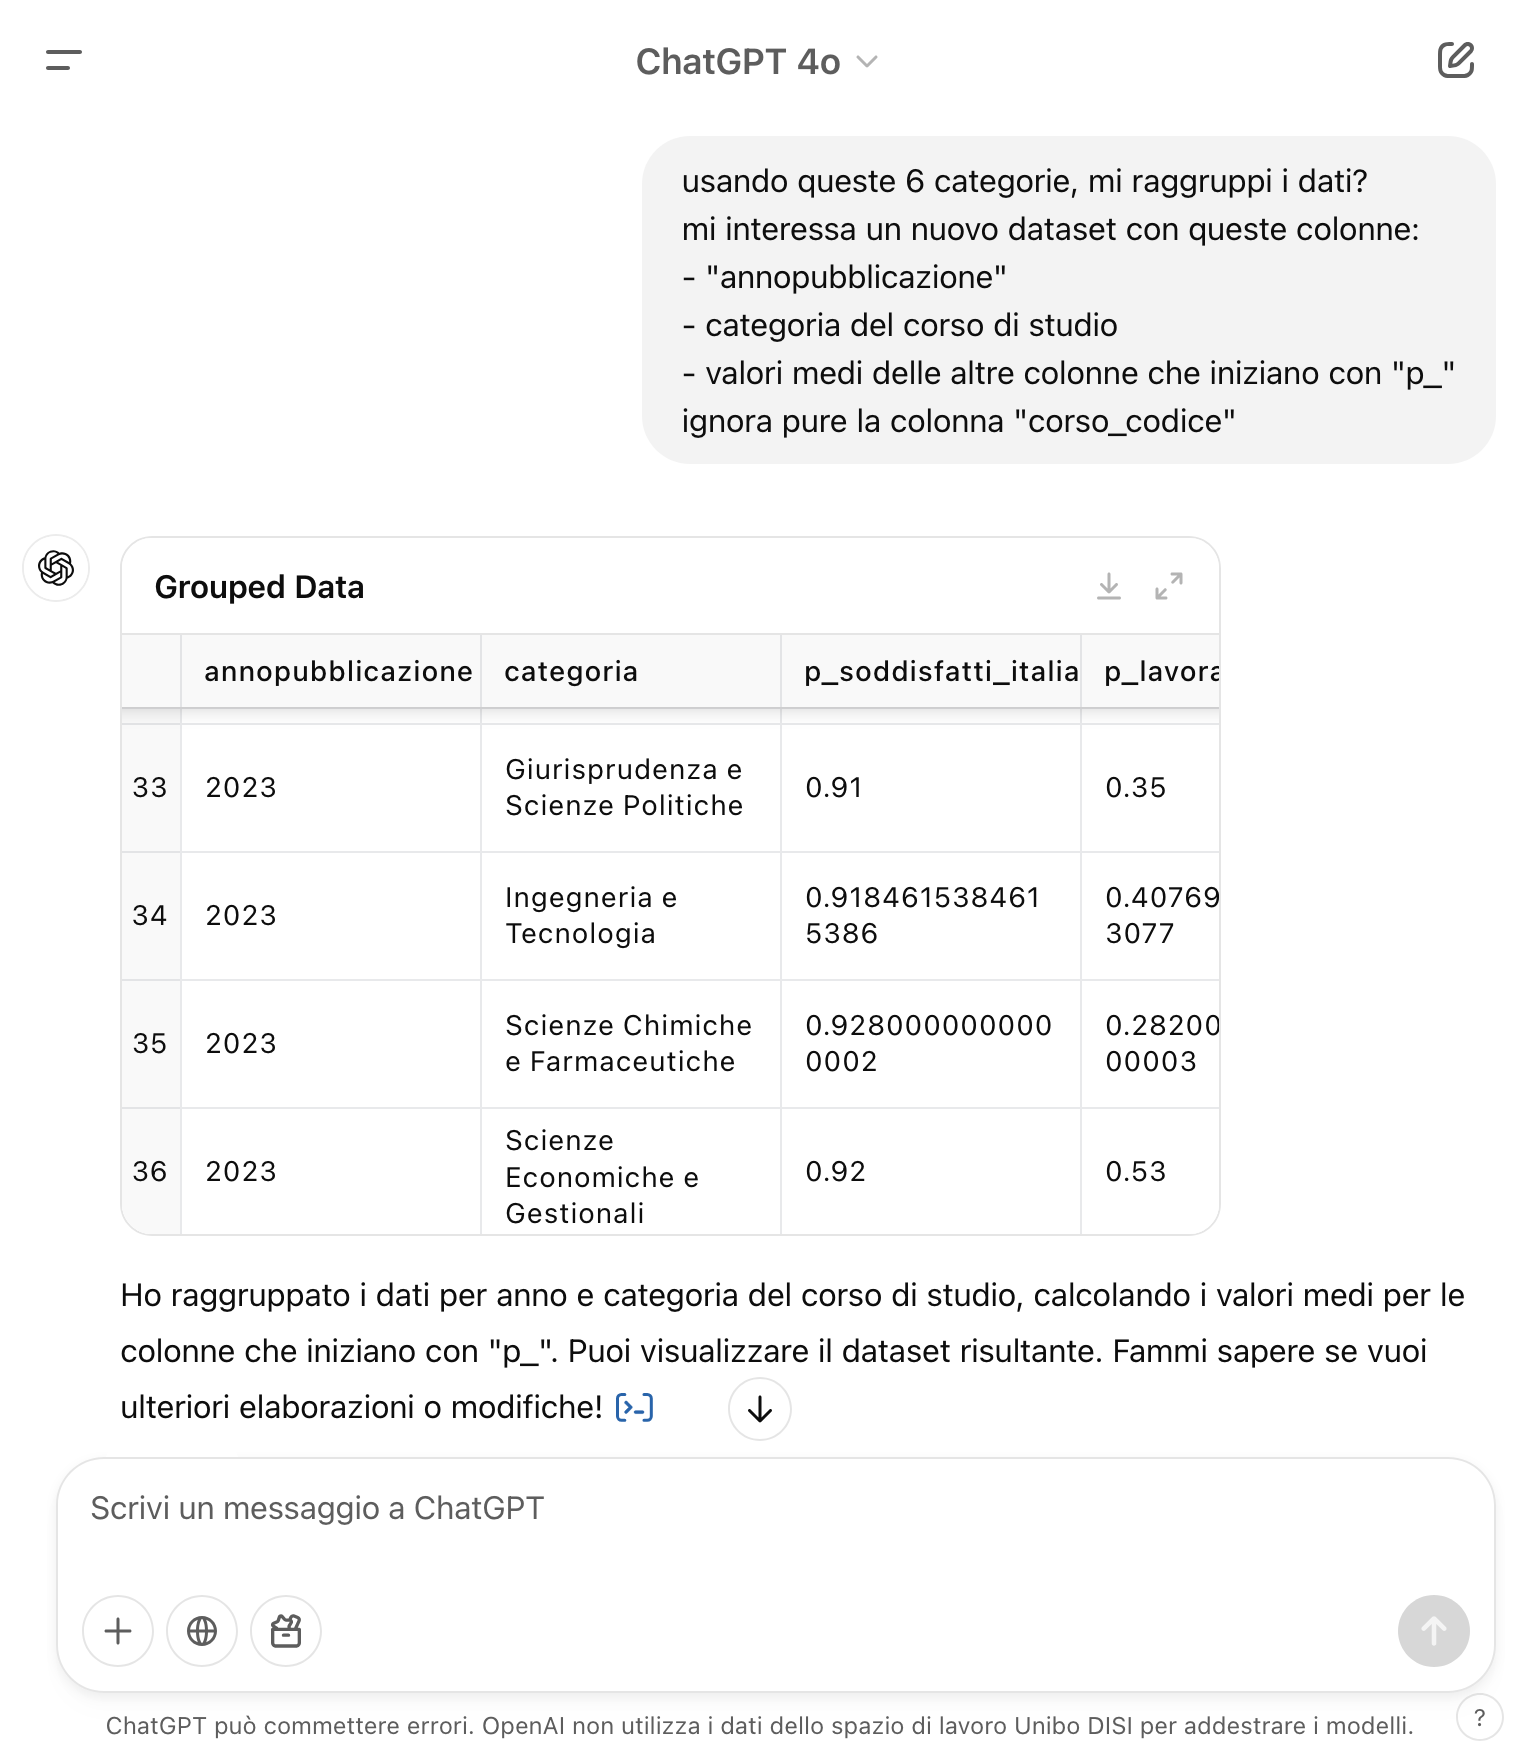 ChatGPT 4o
usando queste 6 categorie, mi raggruppi i dati?
mi interessa un nuovo dataset con queste colonne:
- "annopubblicazione"
- categoria del corso di studio
- valori medi delle altre colonne che iniziano con "p_"
ignora pure la colonna "corso_codice"
Grouped Data
annopubblicazione categoria p_soddisfatti_italia p_lavora
33 2023 Giurisprudenza e Scienze Politiche 0.91 0.35
34 2023 Ingegneria e Tecnologia 0.9184615384615386 0.407693077
35 2023 Scienze Chimiche e Farmaceutiche 0.9280000000000002 0.2820000003
36 2023 Scienze Economiche e Gestionali 0.92 0.53
Ho raggruppato i dati per anno e categoria del corso di studio, calcolando i valori medi per le
colonne che iniziano con "p_". Puoi visualizzare il dataset risultante. Fammi sapere se vuoi
ulteriori elaborazioni o modifiche!
Scrivi un messaggio a ChatGPT
ChatGPT può commettere errori. OpenAI non utilizza i dati dello spazio di lavoro Unibo DISI per addestrare i modelli.
?